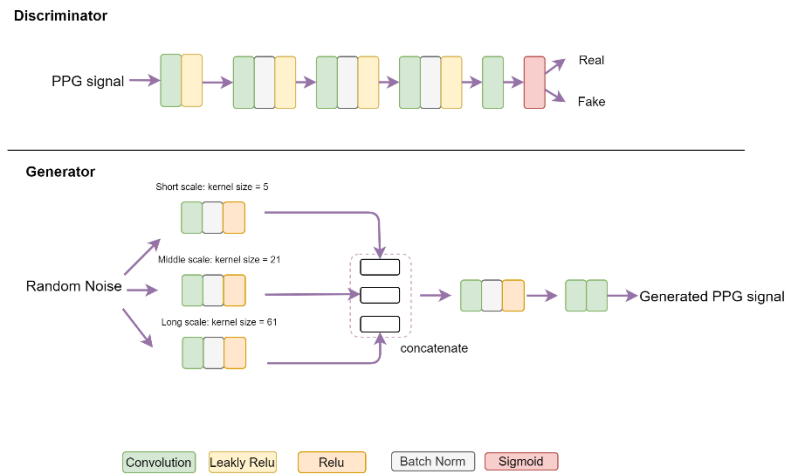 Discriminator
PPG signal
Real
Fake
Generator
Short scale: kernel size = 5
Middle scale: kernel size = 21
Random Noise
Long scale: kernel size = 61
concatenate
Generated PPG signal
Convolution
Leakly Relu
Relu
Batch Norm
Sigmoid